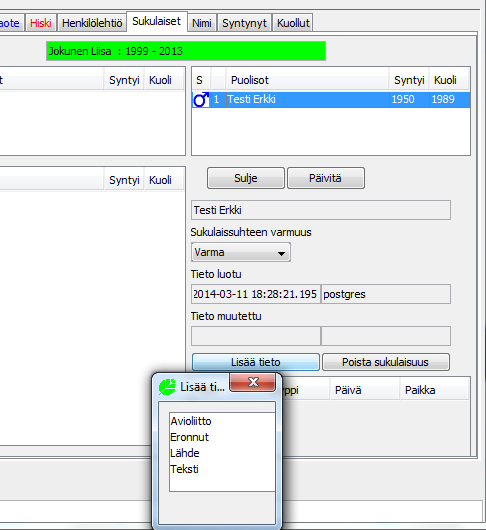 aote Hiski Henkilölehtiö Sukulaiset Nimi Syntynyt Kuollut
Jokunen Liisa : 1999 - 2013
t Syntyi Kuoli
S Puolisot Syntyi Kuoli
1 Testi Erkki 1950 1989
Syntyi Kuoli
Sulje Päivitä
Testi Erkki
Sukulaissuhteen varmuus
Varma
Tieto luotu
2014-03-11 18:28:21.195 postgres
Tieto muutettu
Lisää tieto Poista sukulaisuus
yppi Päivä Paikka
Lisää ti...
Avioliitto
Eronnut
Lähde
Teksti